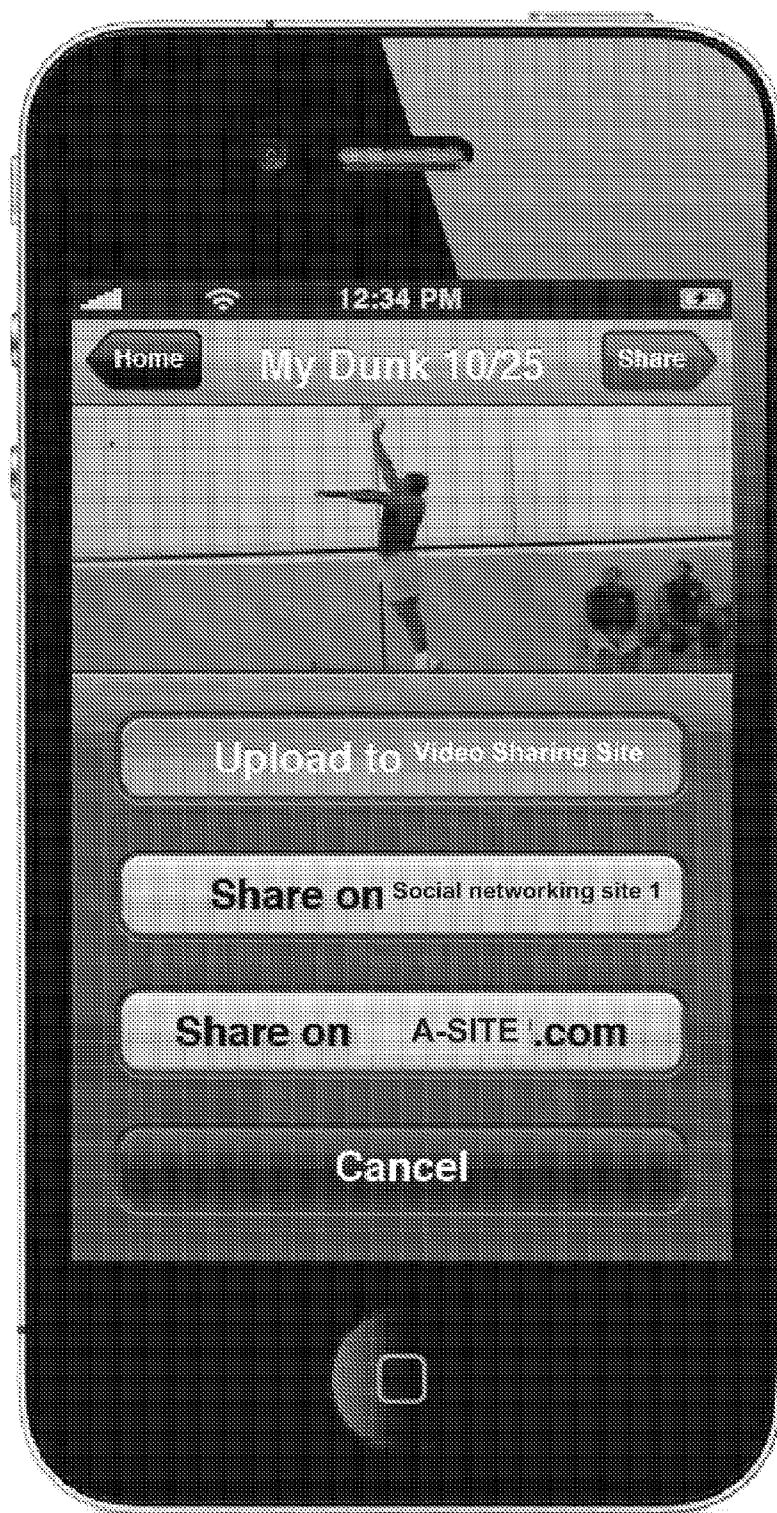 12:34 PM
Home My Dunk 10/25 Share
Upload to Video Sharing Site
Share on Social networking site 1
Share on A-SITE .com
Cancel